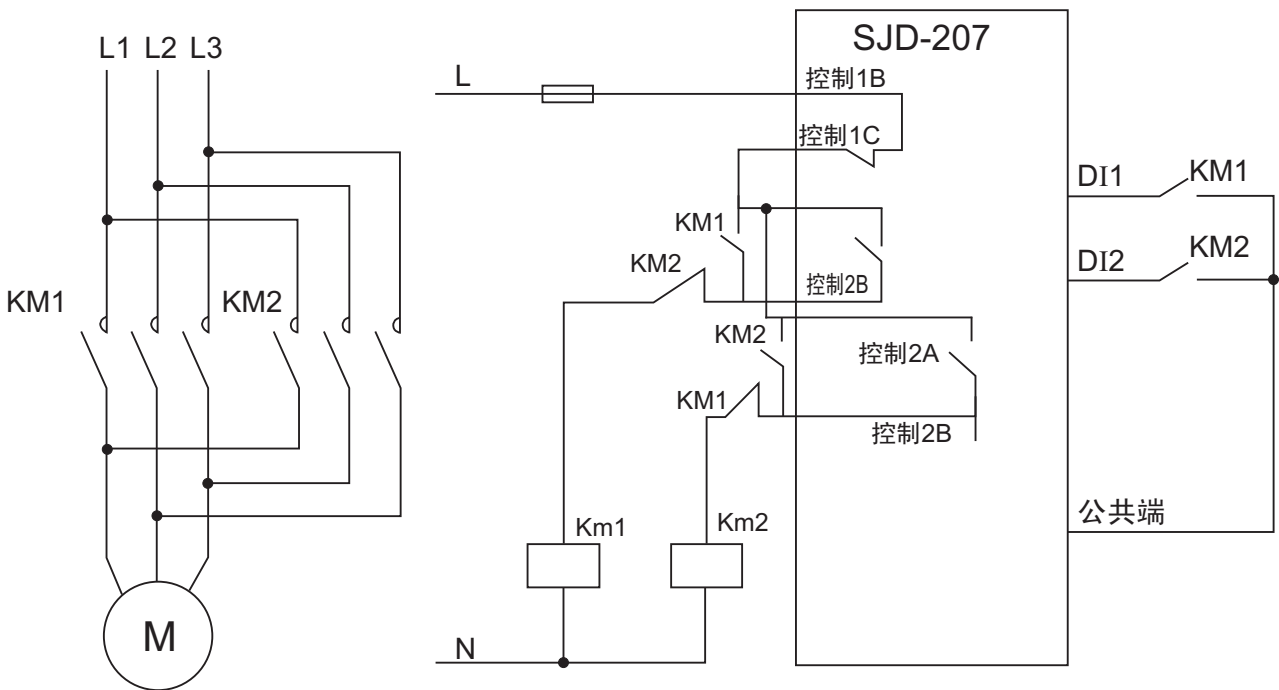 L1 L2 L3
KM1
KM2
M
L
SJD-207
控制1B
控制1C
KM1
KM2
控制2B
KM2
控制2A
KM1
控制2B
Km1
Km2
N
DI1
KM1
DI2
KM2
公共端